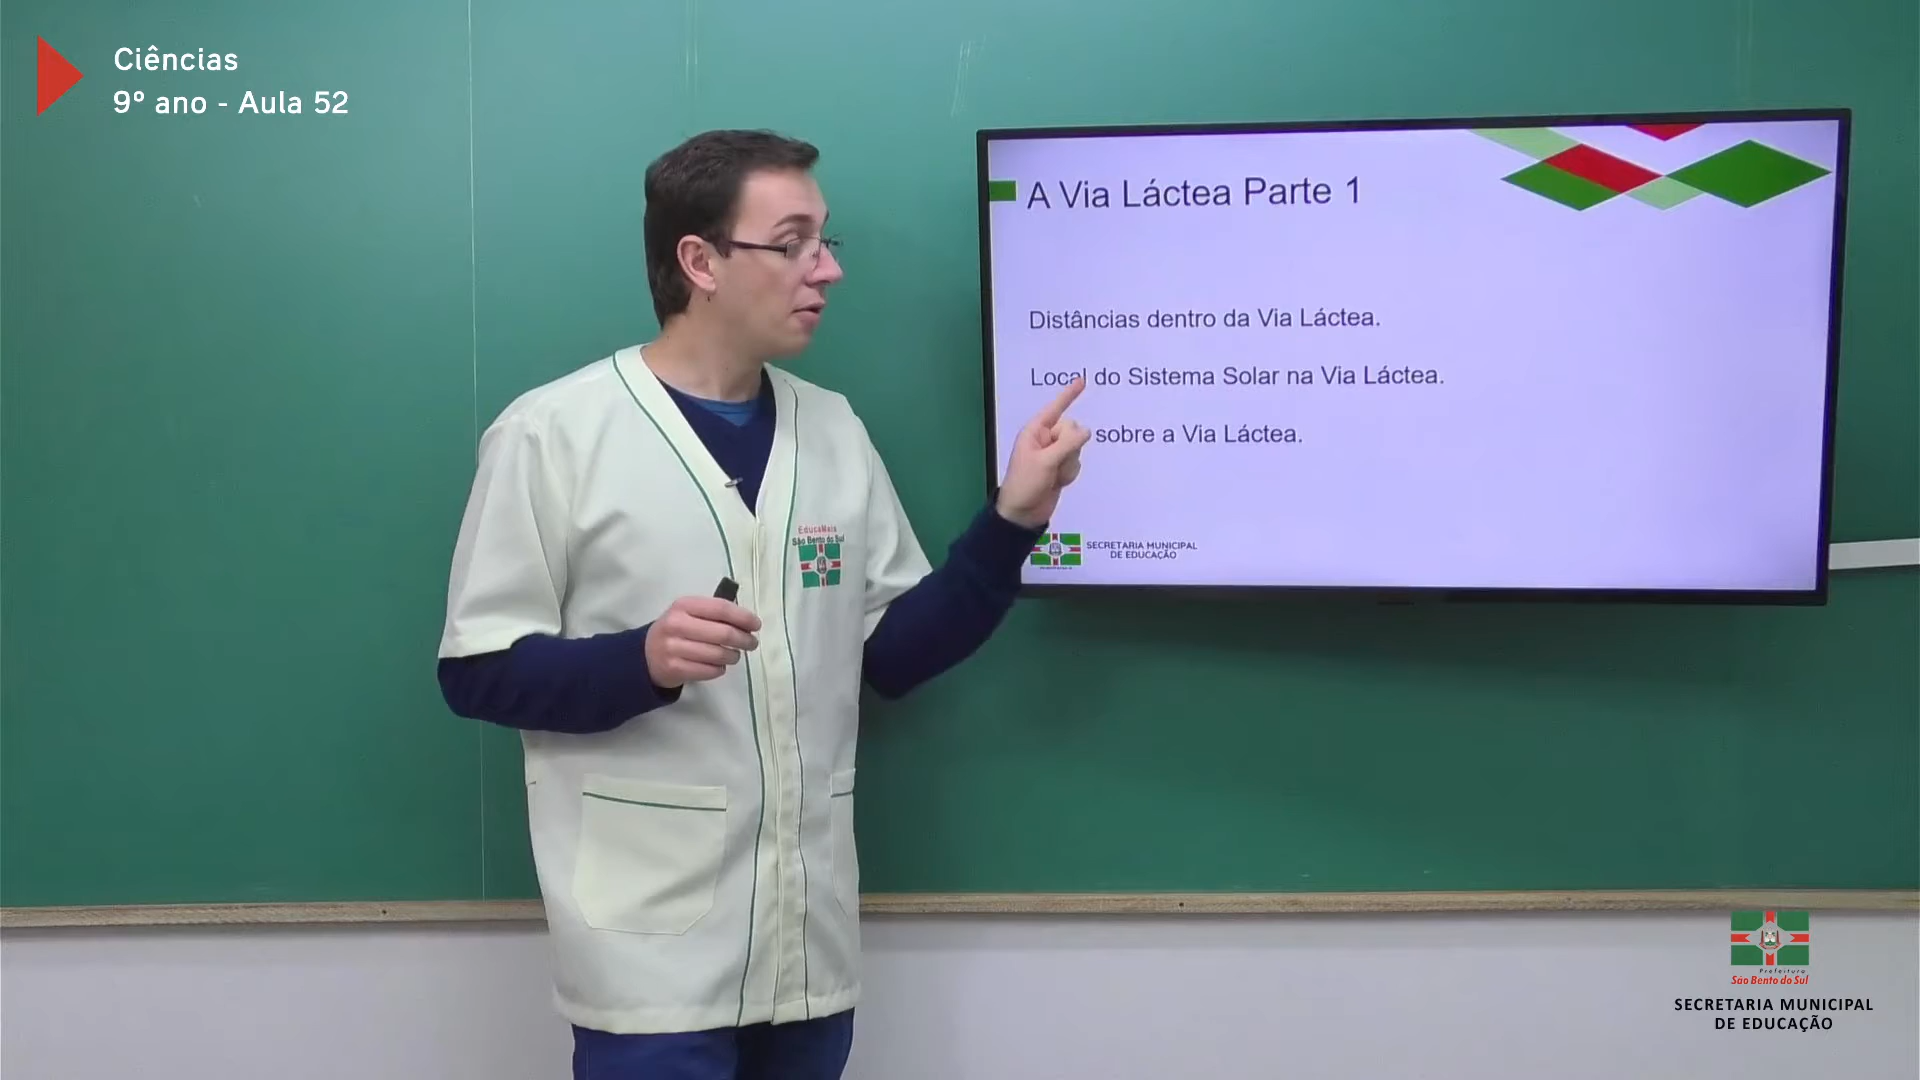 Ciências
9º ano - Aula 52
A Via Láctea Parte 1
Distâncias dentro da Via Láctea.
Local do Sistema Solar na Via Láctea.
sobre a Via Láctea.
SECRETARIA MUNICIPAL
DE EDUCAÇÃO
EducaMais
São Bento do Sul
Prefeitura
São Bento do Sul
SECRETARIA MUNICIPAL
DE EDUCAÇÃO